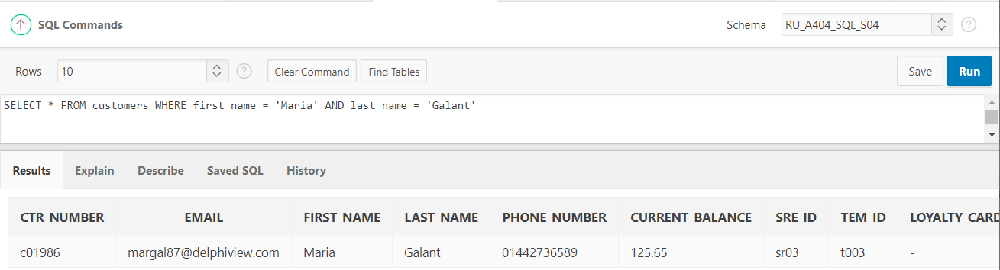 SQL Commands Schema RU_A404_SQL_S04 ?
Rows 10 ? Clear Command Find Tables Save Run
SELECT * FROM customers WHERE first_name = 'Maria' AND last_name = 'Galant'
Results Explain Describe Saved SQL History
CTR_NUMBER EMAIL FIRST_NAME LAST_NAME PHONE_NUMBER CURRENT_BALANCE SRE_ID TEM_ID LOYALTY_CARD
c01986 margal87@delphiview.com Maria Galant 01442736589 125.65 sr03 t003 -